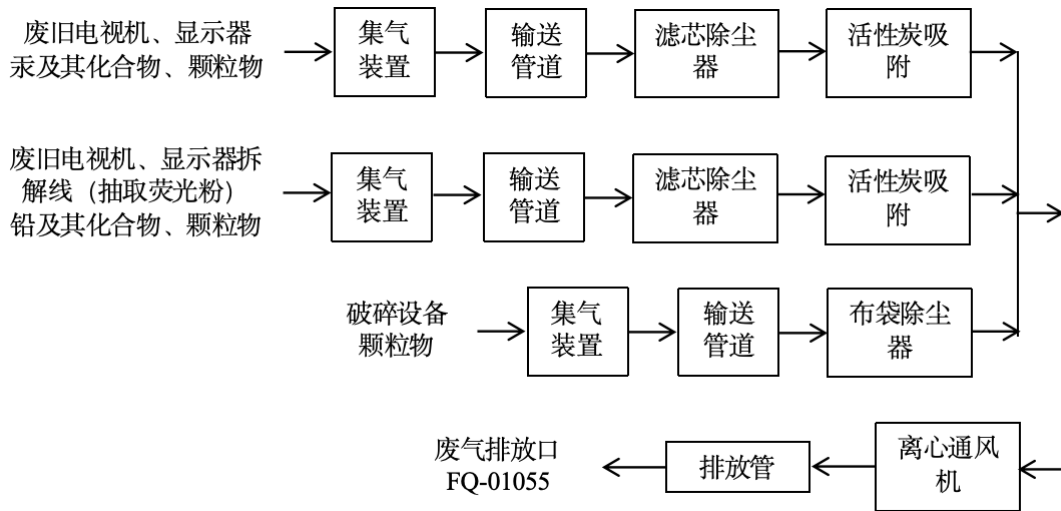 废旧电视机、显示器
汞及其化合物、颗粒物
集气
装置
输送
管道
滤芯除尘
器
活性炭吸
附
废旧电视机、显示器拆
解线（抽取荧光粉）
铅及其化合物、颗粒物
集气
装置
输送
管道
滤芯除尘
器
活性炭吸
附
破碎设备
颗粒物
集气
装置
输送
管道
布袋除尘
器
废气排放口
FQ-01055
排放管
离心通风
机